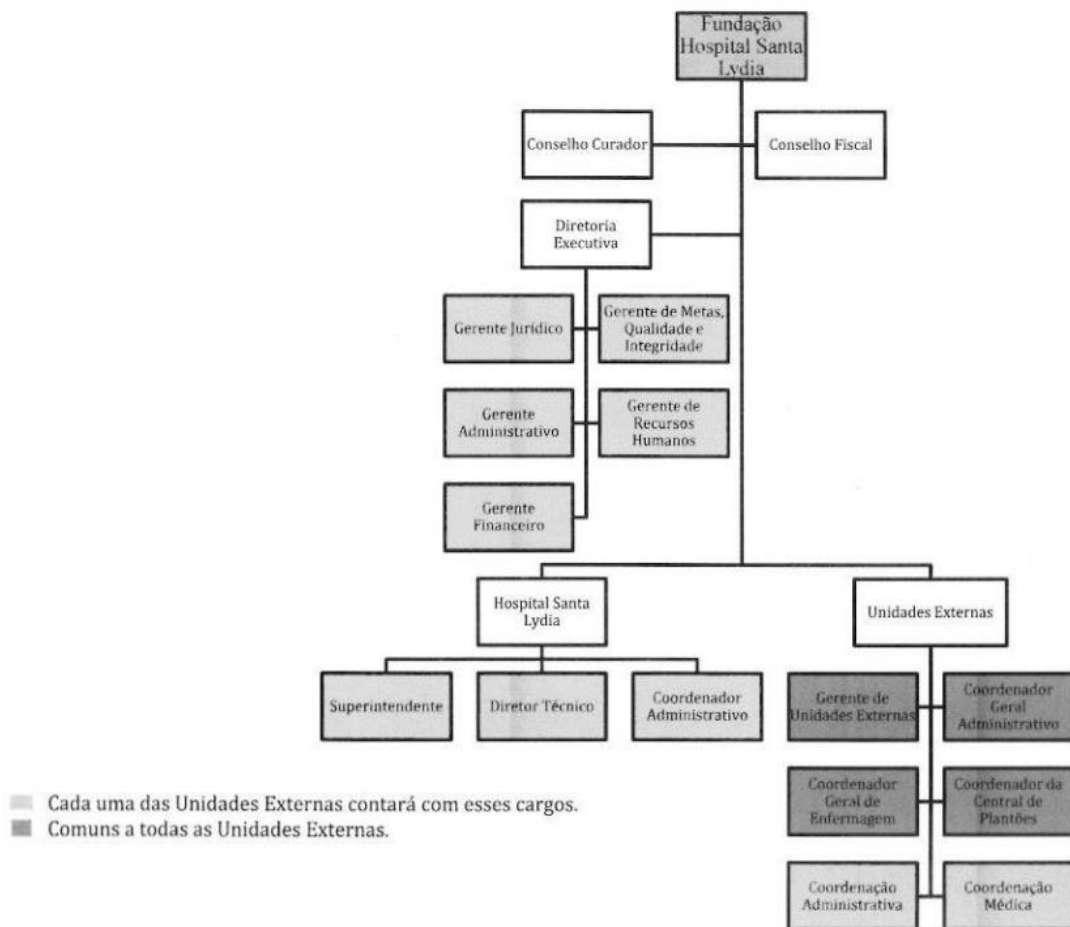 Fundação
Hospital Santa
Lydia
Conselho Curador
Conselho Fiscal
Diretoria
Executiva
Gerente Jurídico
Gerente de Metas,
Qualidade e
Integridade
Gerente
Administrativo
Gerente de
Recursos
Humanos
Gerente
Financeiro
Hospital Santa
Lydia
Unidades Externas
Superintendente
Diretor Técnico
Coordenador
Administrativo
Gerente de
Unidades Externas
Coordenador
Geral
Administrativo
Coordenador
Geral de
Enfermagem
Coordenador da
Central de
Plantões
Coordenação
Administrativa
Coordenação
Médica
Cada uma das Unidades Externas contará com esses cargos.
Comuns a todas as Unidades Externas.